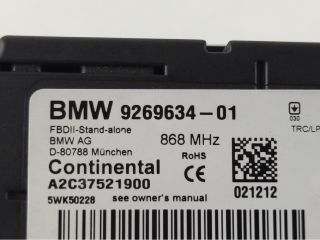 BMW 9269634-01
FBDII-Stand-alone
BMW AG
D-80788 München
868 MHz
030
TRC/LP
Continental
RoHS
CE
A2C37521900
021212
5WK50228 see owner's manual